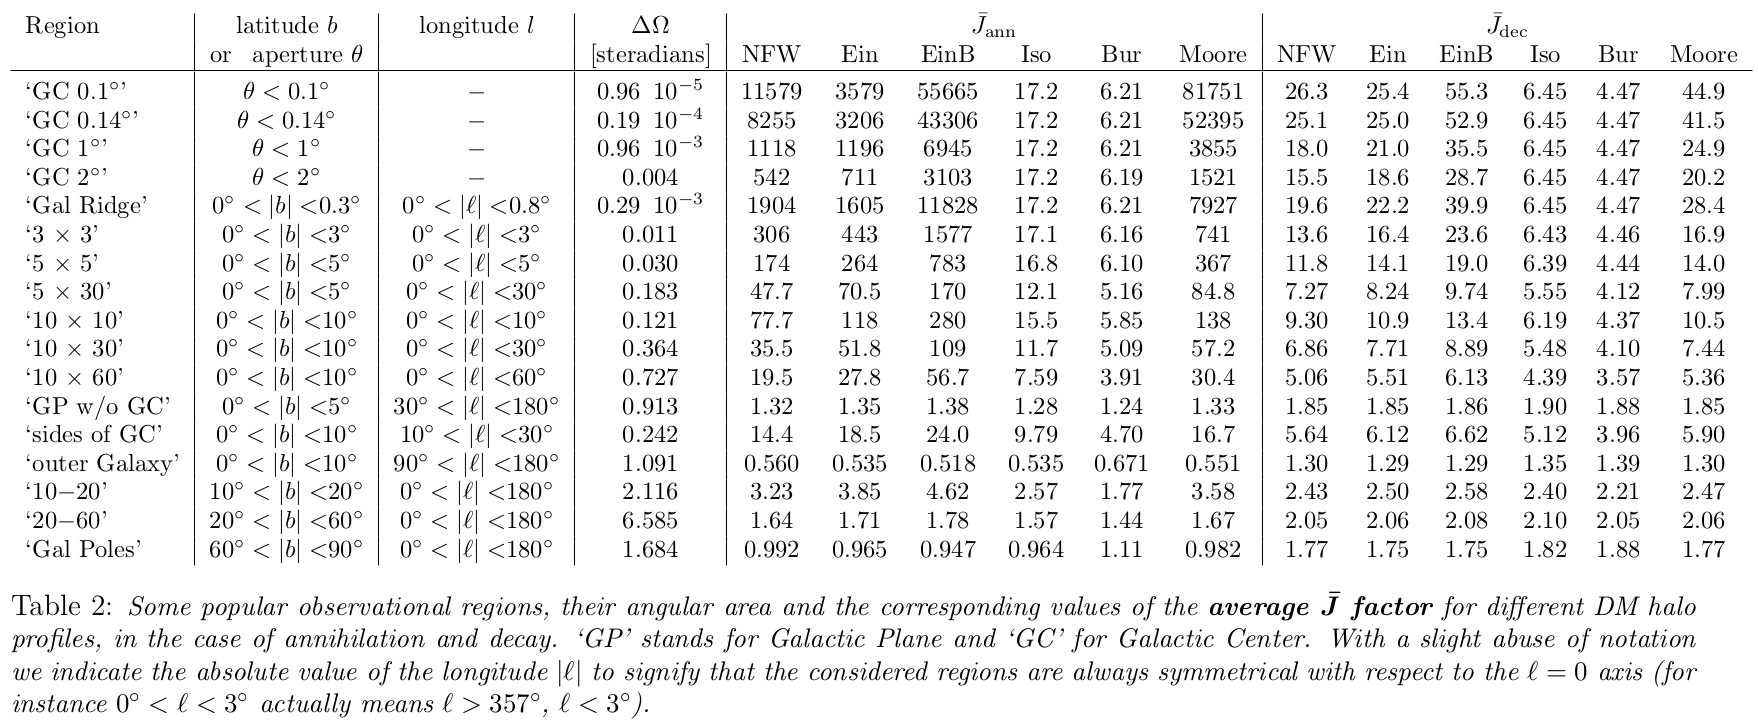 Region latitude b longitude l ΔΩ J̄ann J̄dec
or aperture θ [steradians] NFW Ein EinB Iso Bur Moore NFW Ein EinB Iso Bur Moore
‘GC 0.1°’ θ < 0.1° − 0.96 10⁻⁵ 11579 3579 55665 17.2 6.21 81751 26.3 25.4 55.3 6.45 4.47 44.9
‘GC 0.14°’ θ < 0.14° − 0.19 10⁻⁴ 8255 3206 43306 17.2 6.21 52395 25.1 25.0 52.9 6.45 4.47 41.5
‘GC 1°’ θ < 1° − 0.96 10⁻³ 1118 1196 6945 17.2 6.21 3855 18.0 21.0 35.5 6.45 4.47 24.9
‘GC 2°’ θ < 2° − 0.004 542 711 3103 17.2 6.19 1521 15.5 18.6 28.7 6.45 4.47 20.2
‘Gal Ridge’ 0° < |b| <0.3° 0° < |ℓ| <0.8° 0.29 10⁻³ 1904 1605 11828 17.2 6.21 7927 19.6 22.2 39.9 6.45 4.47 28.4
‘3 × 3’ 0° < |b| <3° 0° < |ℓ| <3° 0.011 306 443 1577 17.1 6.16 741 13.6 16.4 23.6 6.43 4.46 16.9
‘5 × 5’ 0° < |b| <5° 0° < |ℓ| <5° 0.030 174 264 783 16.8 6.10 367 11.8 14.1 19.0 6.39 4.44 14.0
‘5 × 30’ 0° < |b| <5° 0° < |ℓ| <30° 0.183 47.7 70.5 170 12.1 5.16 84.8 7.27 8.24 9.74 5.55 4.12 7.99
‘10 × 10’ 0° < |b| <10° 0° < |ℓ| <10° 0.121 77.7 118 280 15.5 5.85 138 9.30 10.9 13.4 6.19 4.37 10.5
‘10 × 30’ 0° < |b| <10° 0° < |ℓ| <30° 0.364 35.5 51.8 109 11.7 5.09 57.2 6.86 7.71 8.89 5.48 4.10 7.44
‘10 × 60’ 0° < |b| <10° 0° < |ℓ| <60° 0.727 19.5 27.8 56.7 7.59 3.91 30.4 5.06 5.51 6.13 4.39 3.57 5.36
‘GP w/o GC’ 0° < |b| <5° 30° < |ℓ| <180° 0.913 1.32 1.35 1.38 1.28 1.24 1.33 1.85 1.85 1.86 1.90 1.88 1.85
‘sides of GC’ 0° < |b| <10° 10° < |ℓ| <30° 0.242 14.4 18.5 24.0 9.79 4.70 16.7 5.64 6.12 6.62 5.12 3.96 5.90
‘outer Galaxy’ 0° < |b| <10° 90° < |ℓ| <180° 1.091 0.560 0.535 0.518 0.535 0.671 0.551 1.30 1.29 1.29 1.35 1.39 1.30
‘10−20’ 10° < |b| <20° 0° < |ℓ| <180° 2.116 3.23 3.85 4.62 2.57 1.77 3.58 2.43 2.50 2.58 2.40 2.21 2.47
‘20−60’ 20° < |b| <60° 0° < |ℓ| <180° 6.585 1.64 1.71 1.78 1.57 1.44 1.67 2.05 2.06 2.08 2.10 2.05 2.06
‘Gal Poles’ 60° < |b| <90° 0° < |ℓ| <180° 1.684 0.992 0.965 0.947 0.964 1.11 0.982 1.77 1.75 1.75 1.82 1.88 1.77
Table 2: Some popular observational regions, their angular area and the corresponding values of the average J̄ factor for different DM halo
profiles, in the case of annihilation and decay. ‘GP’ stands for Galactic Plane and ‘GC’ for Galactic Center. With a slight abuse of notation
we indicate the absolute value of the longitude |ℓ| to signify that the considered regions are always symmetrical with respect to the ℓ = 0 axis (for
instance 0° < ℓ < 3° actually means ℓ > 357°, ℓ < 3°).